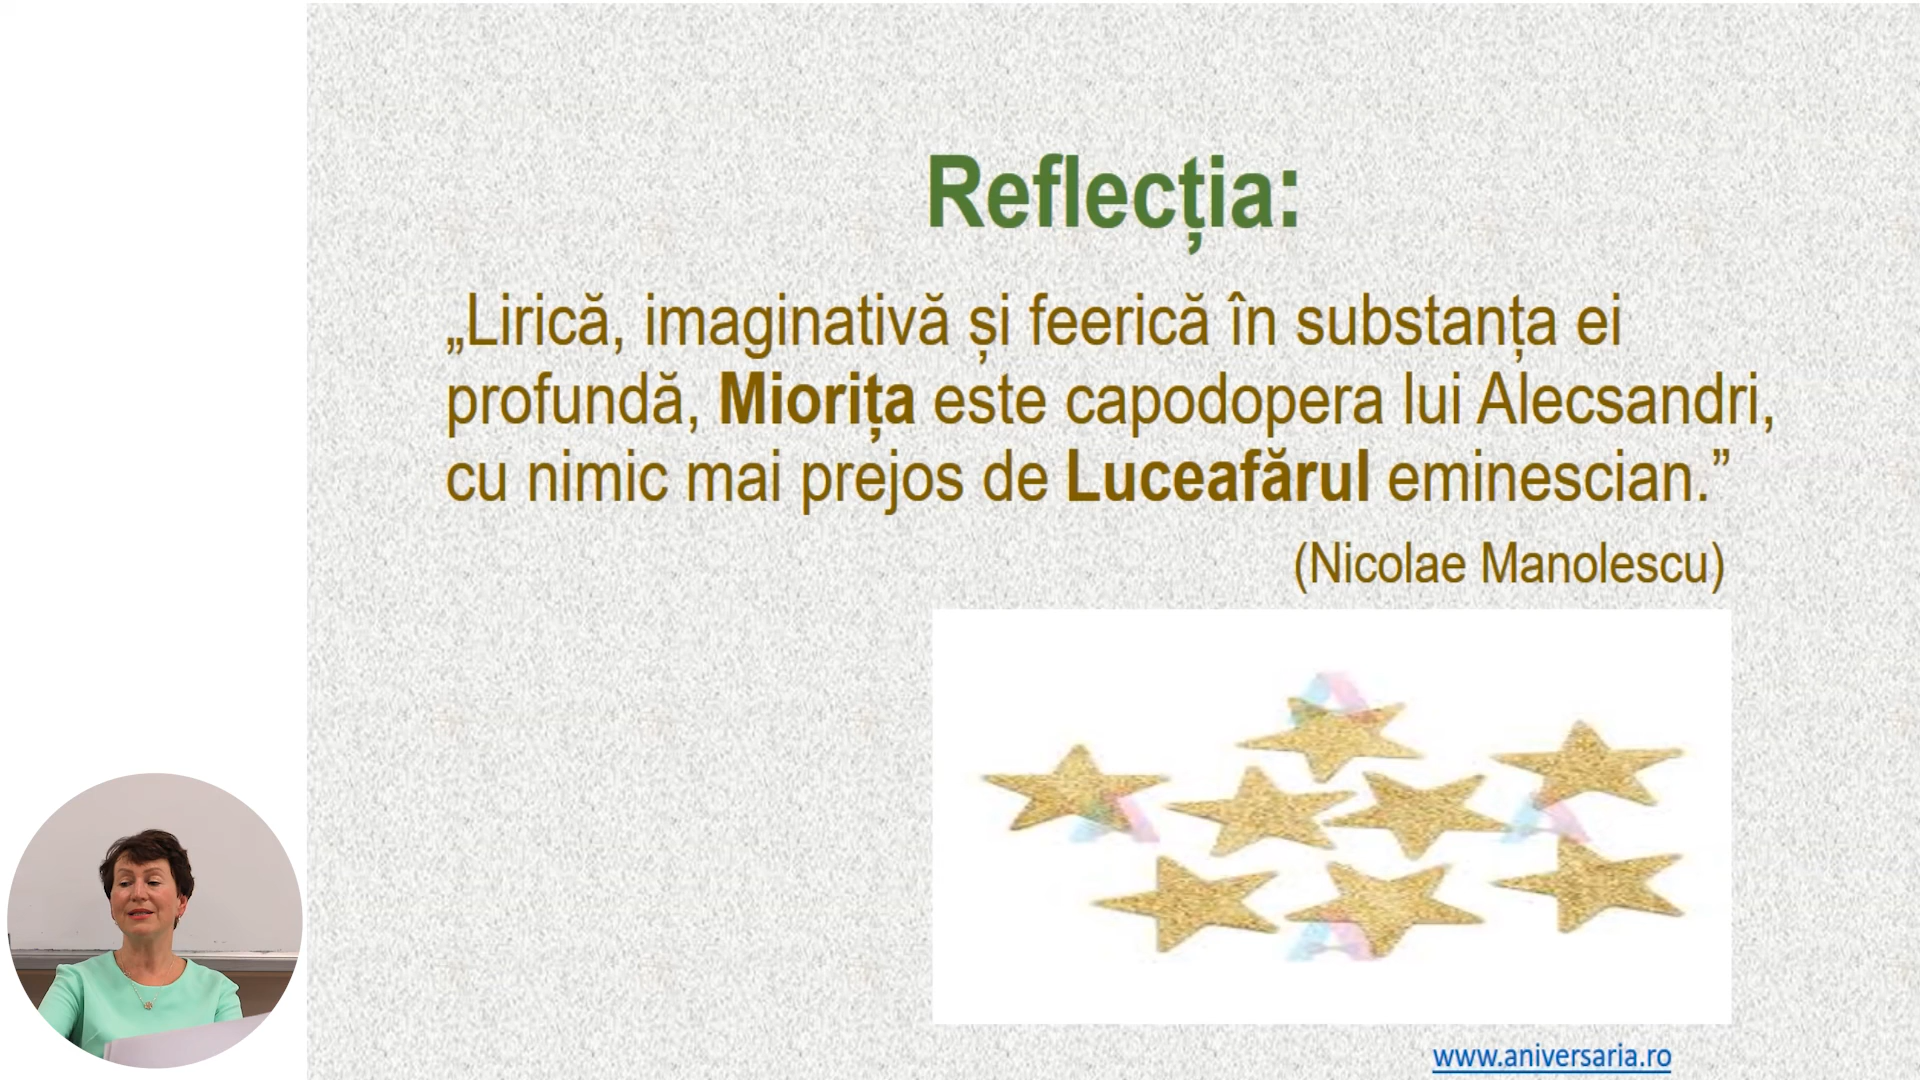 Reflecția:
„Lirică, imaginativă și feerică în substanța ei
profundă, Miorița este capodopera lui Alecsandri,
cu nimic mai prejos de Luceafărul eminescian.”
(Nicolae Manolescu)
www.aniversaria.ro